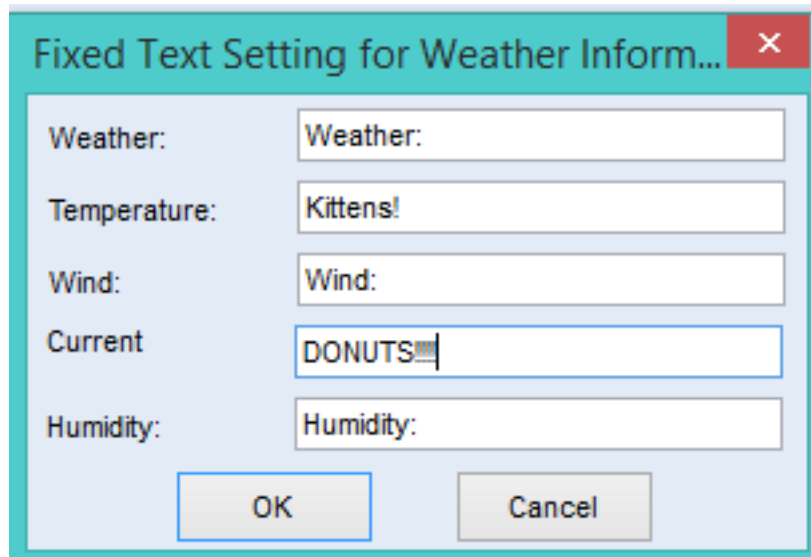 Fixed Text Setting for Weather Inform...
Weather: Weather:
Temperature: Kittens!
Wind: Wind:
Current DONUTS!!!!!
Humidity: Humidity:
OK Cancel